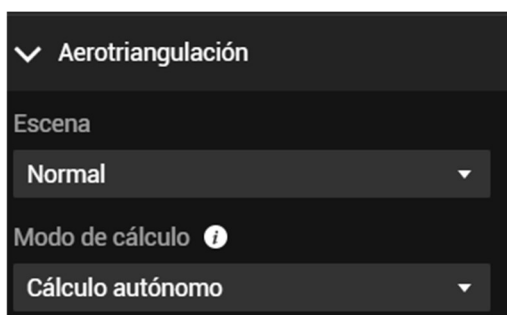 Aerotriangulación
Escena
Normal
Modo de cálculo i
Cálculo autónomo